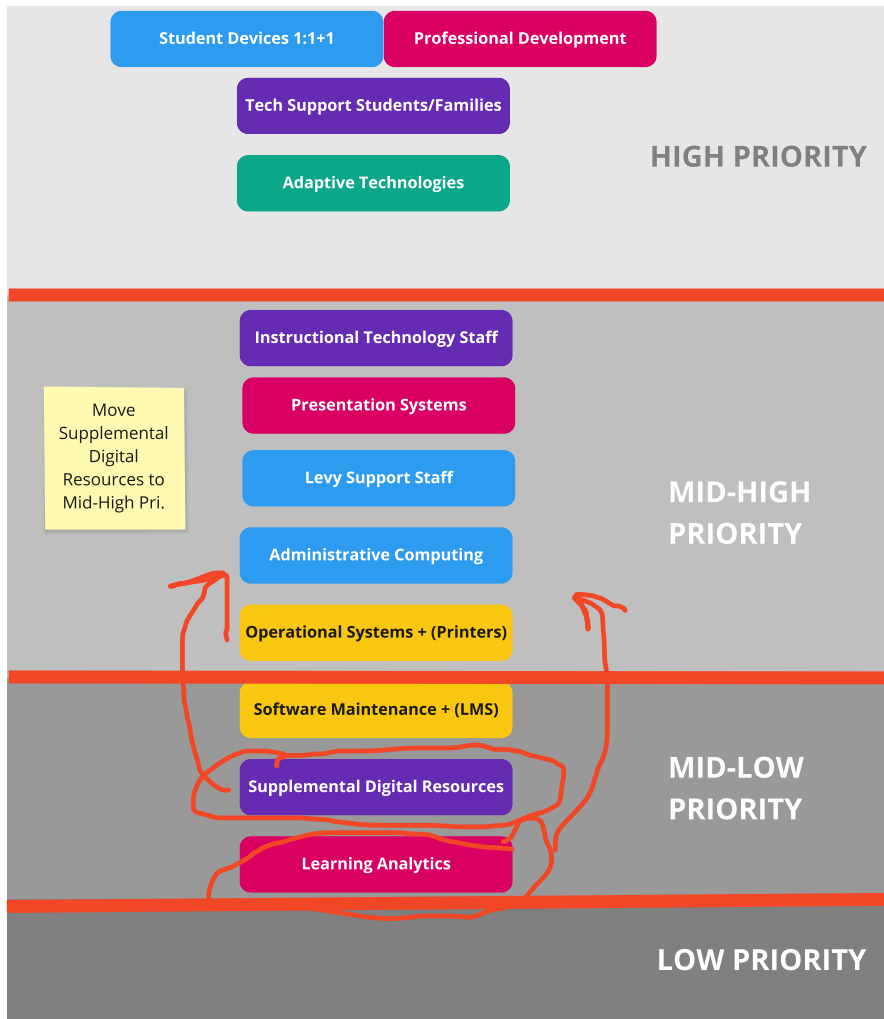 Student Devices 1:1+1
Professional Development
Tech Support Students/Families
Adaptive Technologies
HIGH PRIORITY
Instructional Technology Staff
Presentation Systems
Levy Support Staff
Administrative Computing
Operational Systems + (Printers)
Move
Supplemental
Digital
Resources to
Mid-High Pri.
MID-HIGH
PRIORITY
Software Maintenance + (LMS)
Supplemental Digital Resources
Learning Analytics
MID-LOW
PRIORITY
LOW PRIORITY